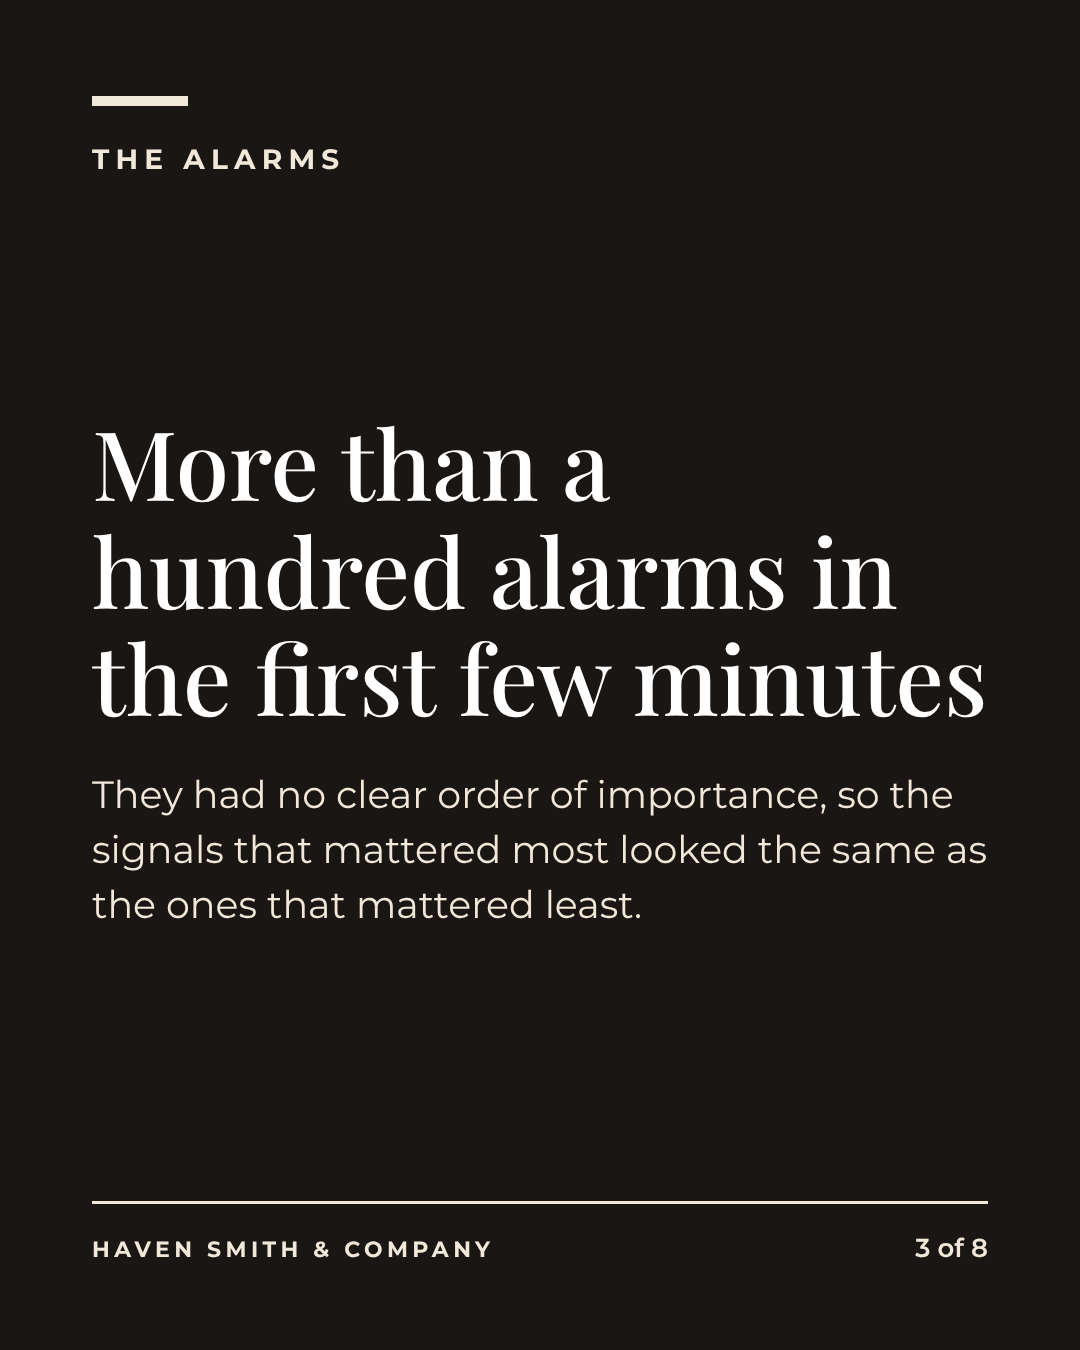 THE ALARMS
More than a
hundred alarms in
the first few minutes
They had no clear order of importance, so the
signals that mattered most looked the same as
the ones that mattered least.
HAVEN SMITH & COMPANY
3 of 8